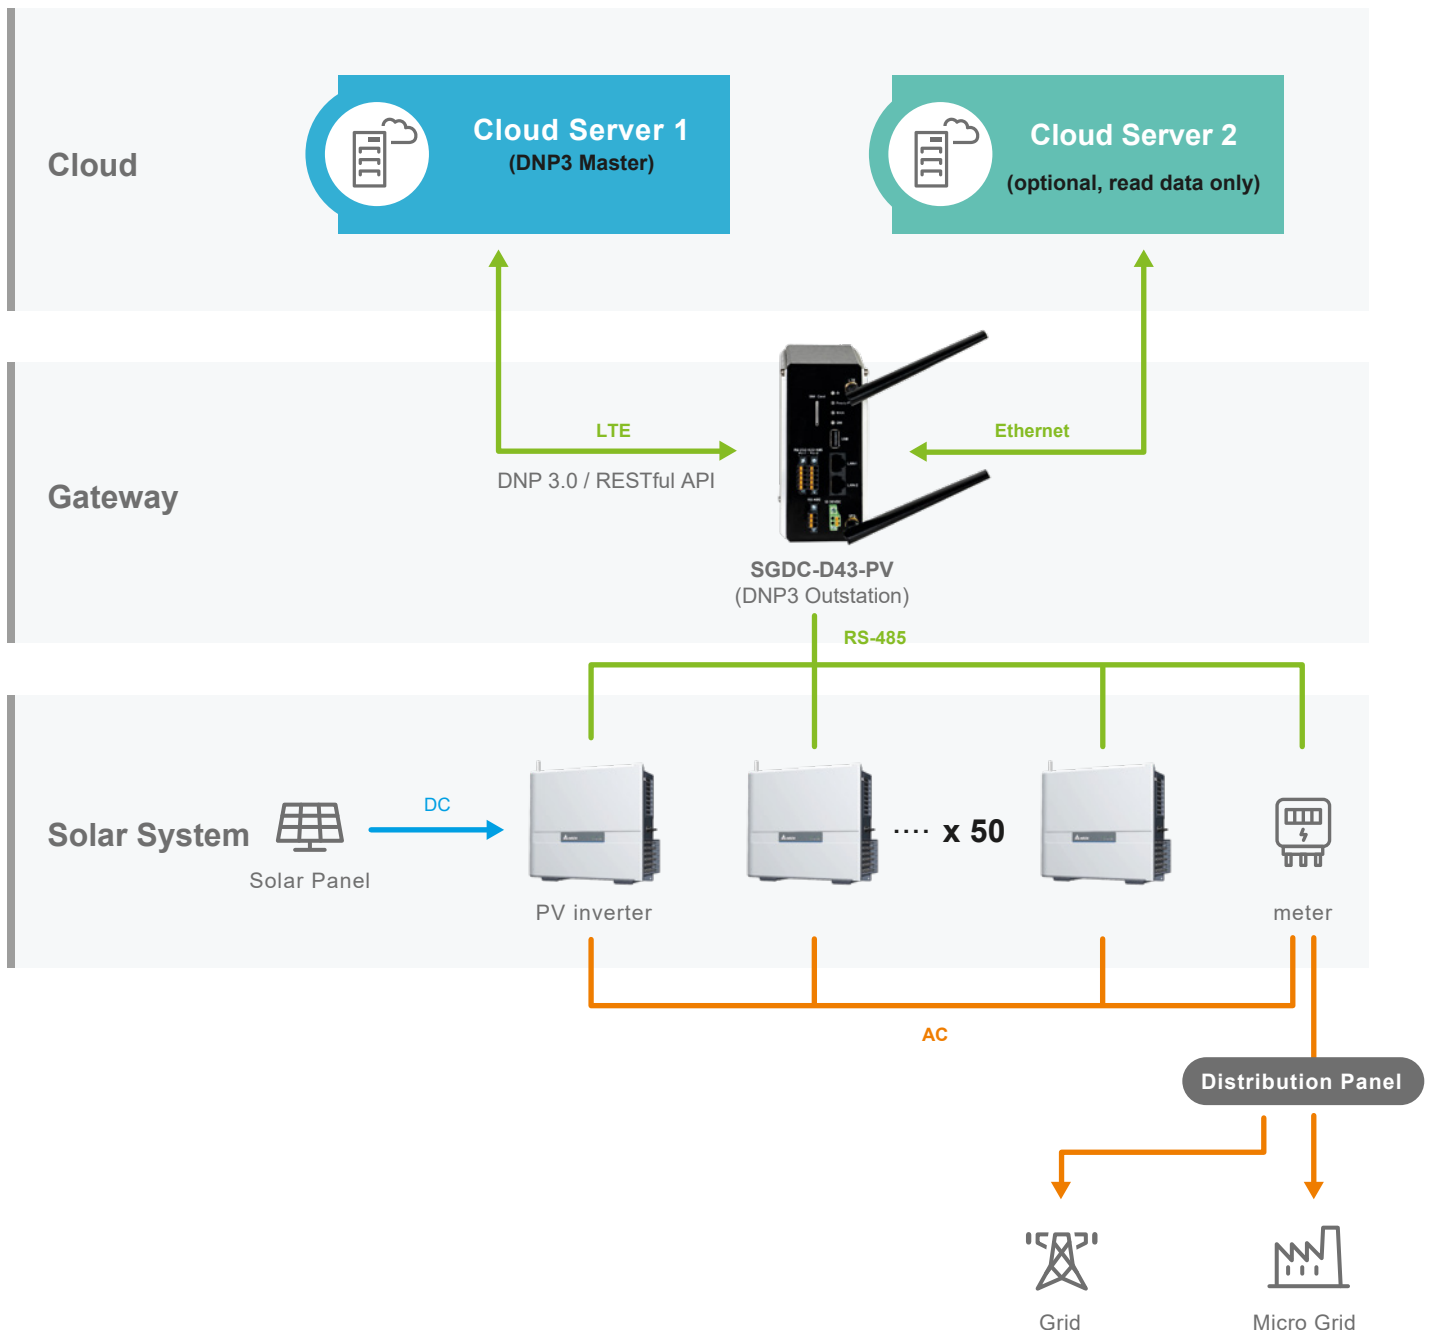 Cloud
Cloud Server 1
(DNP3 Master)
Cloud Server 2
(optional, read data only)
Gateway
LTE
DNP 3.0 / RESTful API
Ethernet
SGDC-D43-PV
(DNP3 Outstation)
RS-485
Solar System
Solar Panel
DC
PV inverter
.... x 50
meter
AC
Distribution Panel
Grid
Micro Grid